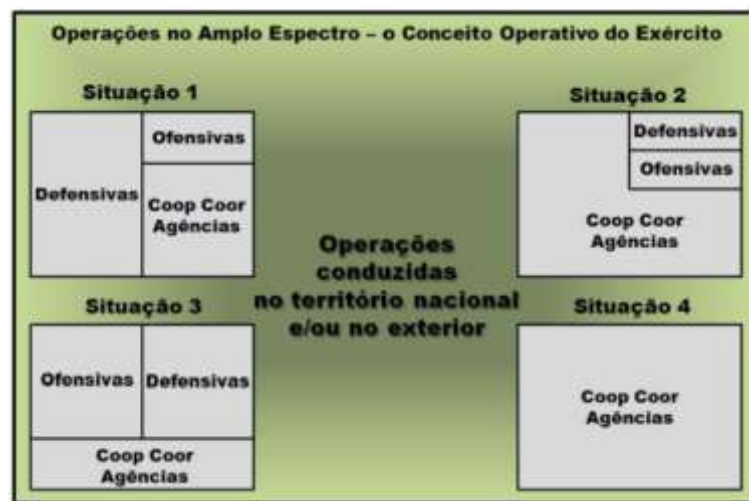 Operações no Amplo Espectro – o Conceito Operativo do Exército
Situação 1
Defensivas
Ofensivas
Coop Coor
Agências
Situação 2
Defensivas
Ofensivas
Coop Coor
Agências
Operações
conduzidas
no território nacional
e/ou no exterior
Situação 3
Ofensivas
Defensivas
Coop Coor
Agências
Situação 4
Coop Coor
Agências